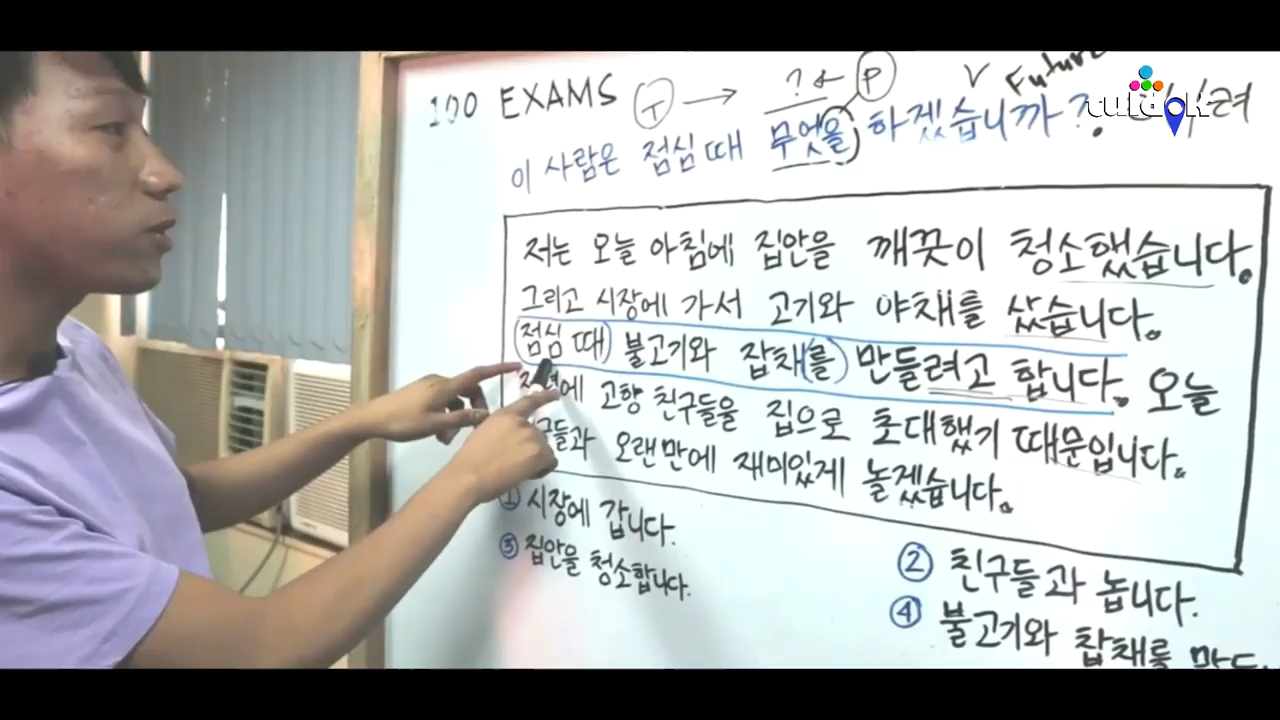 100 EXAMS T → ?← P v Future
이 사람은 점심 때 무엇을 하겠습니까? 려
저는 오늘 아침에 집안을 깨끗이 청소했습니다.
그리고 시장에 가서 고기와 야채를 샀습니다.
(점심 때) 불고기와 잡채(를) 만들려고 합니다. 오늘
고향 친구들을 집으로 초대했기 때문입니다.
오랜만에 재미있게 놀겠습니다.
① 시장에 갑니다.
② 친구들과 놉니다.
③ 집안을 청소합니다.
④ 불고기와 찹채를
turdok